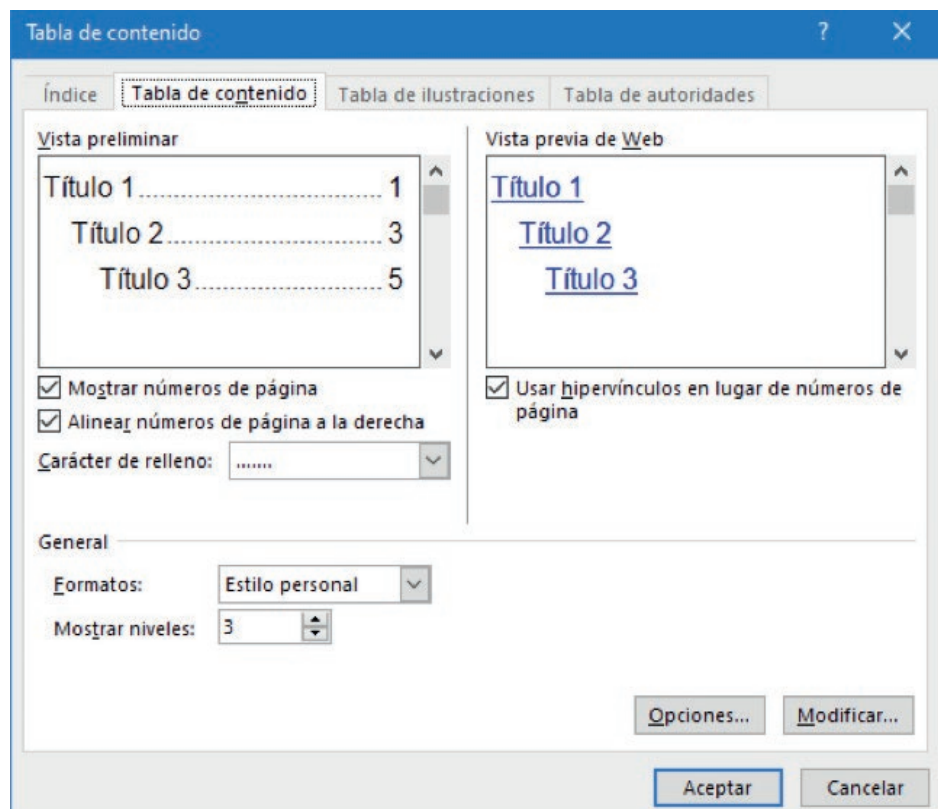 Tabla de contenido
?
Índice
Tabla de contenido
Tabla de ilustraciones
Tabla de autoridades
Vista preliminar
Título 1........................ 1
Título 2..................... 3
Título 3.................. 5
Mostrar números de página
Alinear números de página a la derecha
Carácter de relleno: .......
Vista previa de Web
Título 1
Título 2
Título 3
Usar hipervínculos en lugar de números de
página
General
Formatos: Estilo personal
Mostrar niveles: 3
Opciones...
Modificar...
Aceptar
Cancelar